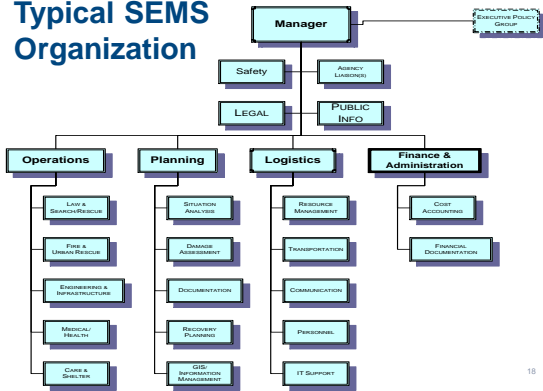 Typical SEMS
Organization
Manager
EXECUTIVE POLICY
GROUP
Safety
AGENCY
LIAISON(S)
LEGAL
PUBLIC
INFO
Operations
Planning
Logistics
Finance &
Administration
LAW &
SEARCH/RESCUE
SITUATION
ANALYSIS
RESOURCE
MANAGEMENT
COST
ACCOUNTING
FIRE &
URBAN RESCUE
DAMAGE
ASSESSMENT
TRANSPORTATION
FINANCIAL
DOCUMENTATION
ENGINEERING &
INFRASTRUCTURE
DOCUMENTATION
COMMUNICATION
MEDICAL/
HEALTH
RECOVERY
PLANNING
PERSONNEL
CARE &
SHELTER
GIS/
INFORMATION
MANAGEMENT
IT SUPPORT
18